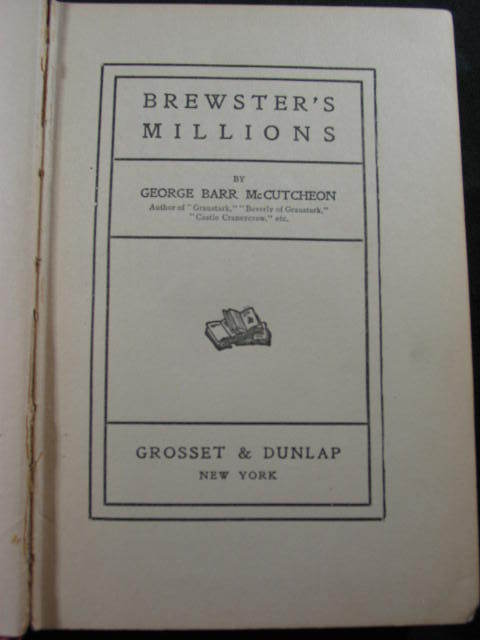 BREWSTER'S
MILLIONS
BY
GEORGE BARR McCUTCHEON
Author of "Graustark," "Beverly of Graustark,"
"Castle Craneycrow," etc.
GROSSET & DUNLAP
NEW YORK